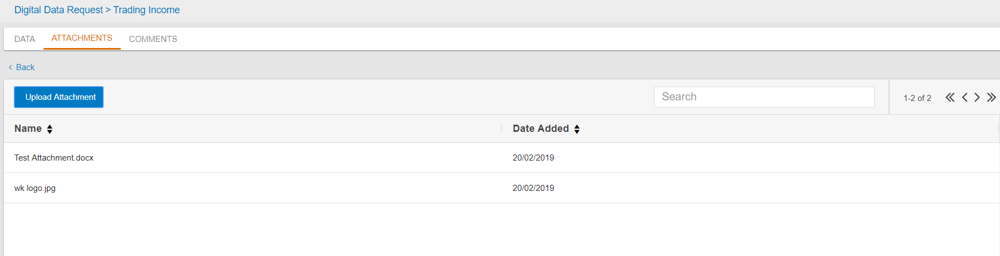 Digital Data Request > Trading Income
DATA ATTACHMENTS COMMENTS
< Back
Upload Attachment Search 1-2 of 2
Name Date Added
Test Attachment.docx 20/02/2019
wk logo.jpg 20/02/2019